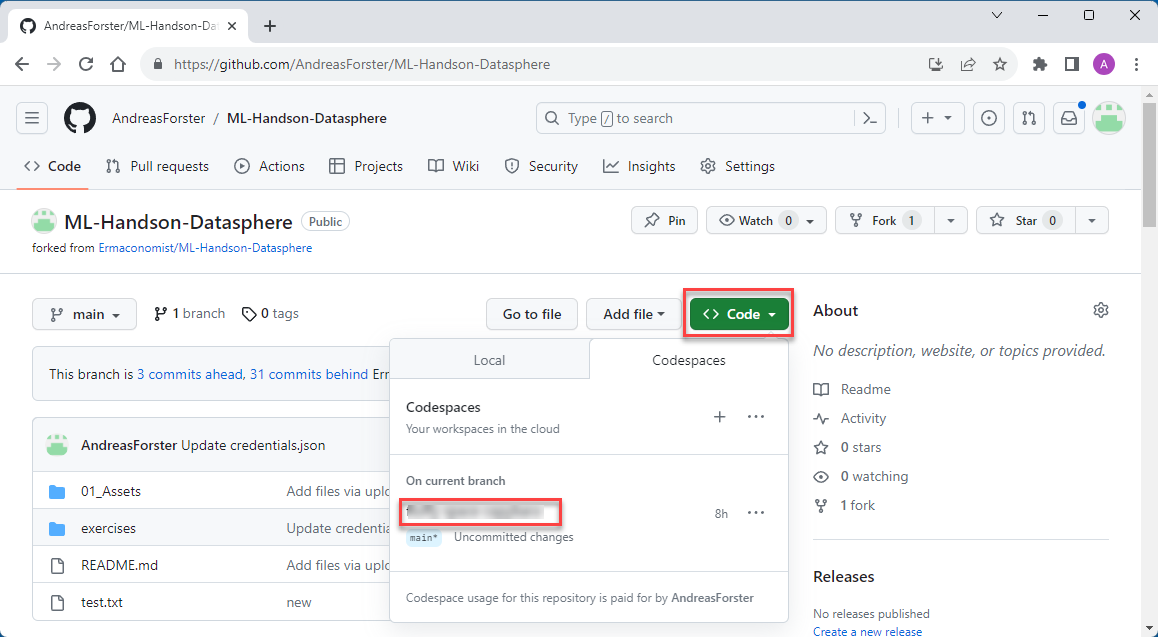 AndreasForster/ML-Handson-Dat
https://github.com/AndreasForster/ML-Handson-Datasphere
A
AndreasForster / ML-Handson-Datasphere
Type / to search
Code Pull requests Actions Projects Wiki Security Insights Settings
ML-Handson-Datasphere Public
Pin Watch 0 Fork 1 Star 0
forked from Ermaconomist/ML-Handson-Datasphere
main 1 branch 0 tags Go to file Add file <> Code
About
No description, website, or topics provided.
Readme
Activity
0 stars
0 watching
1 fork
Releases
No releases published
Create a new release
Local Codespaces
Codespaces
Your workspaces in the cloud
On current branch
8h
main* Uncommitted changes
Codespace usage for this repository is paid for by AndreasForster
This branch is 3 commits ahead, 31 commits behind Err
AndreasForster Update credentials.json
01_Assets Add files via uplo
exercises Update credentia
README.md Add files via uplo
test.txt new